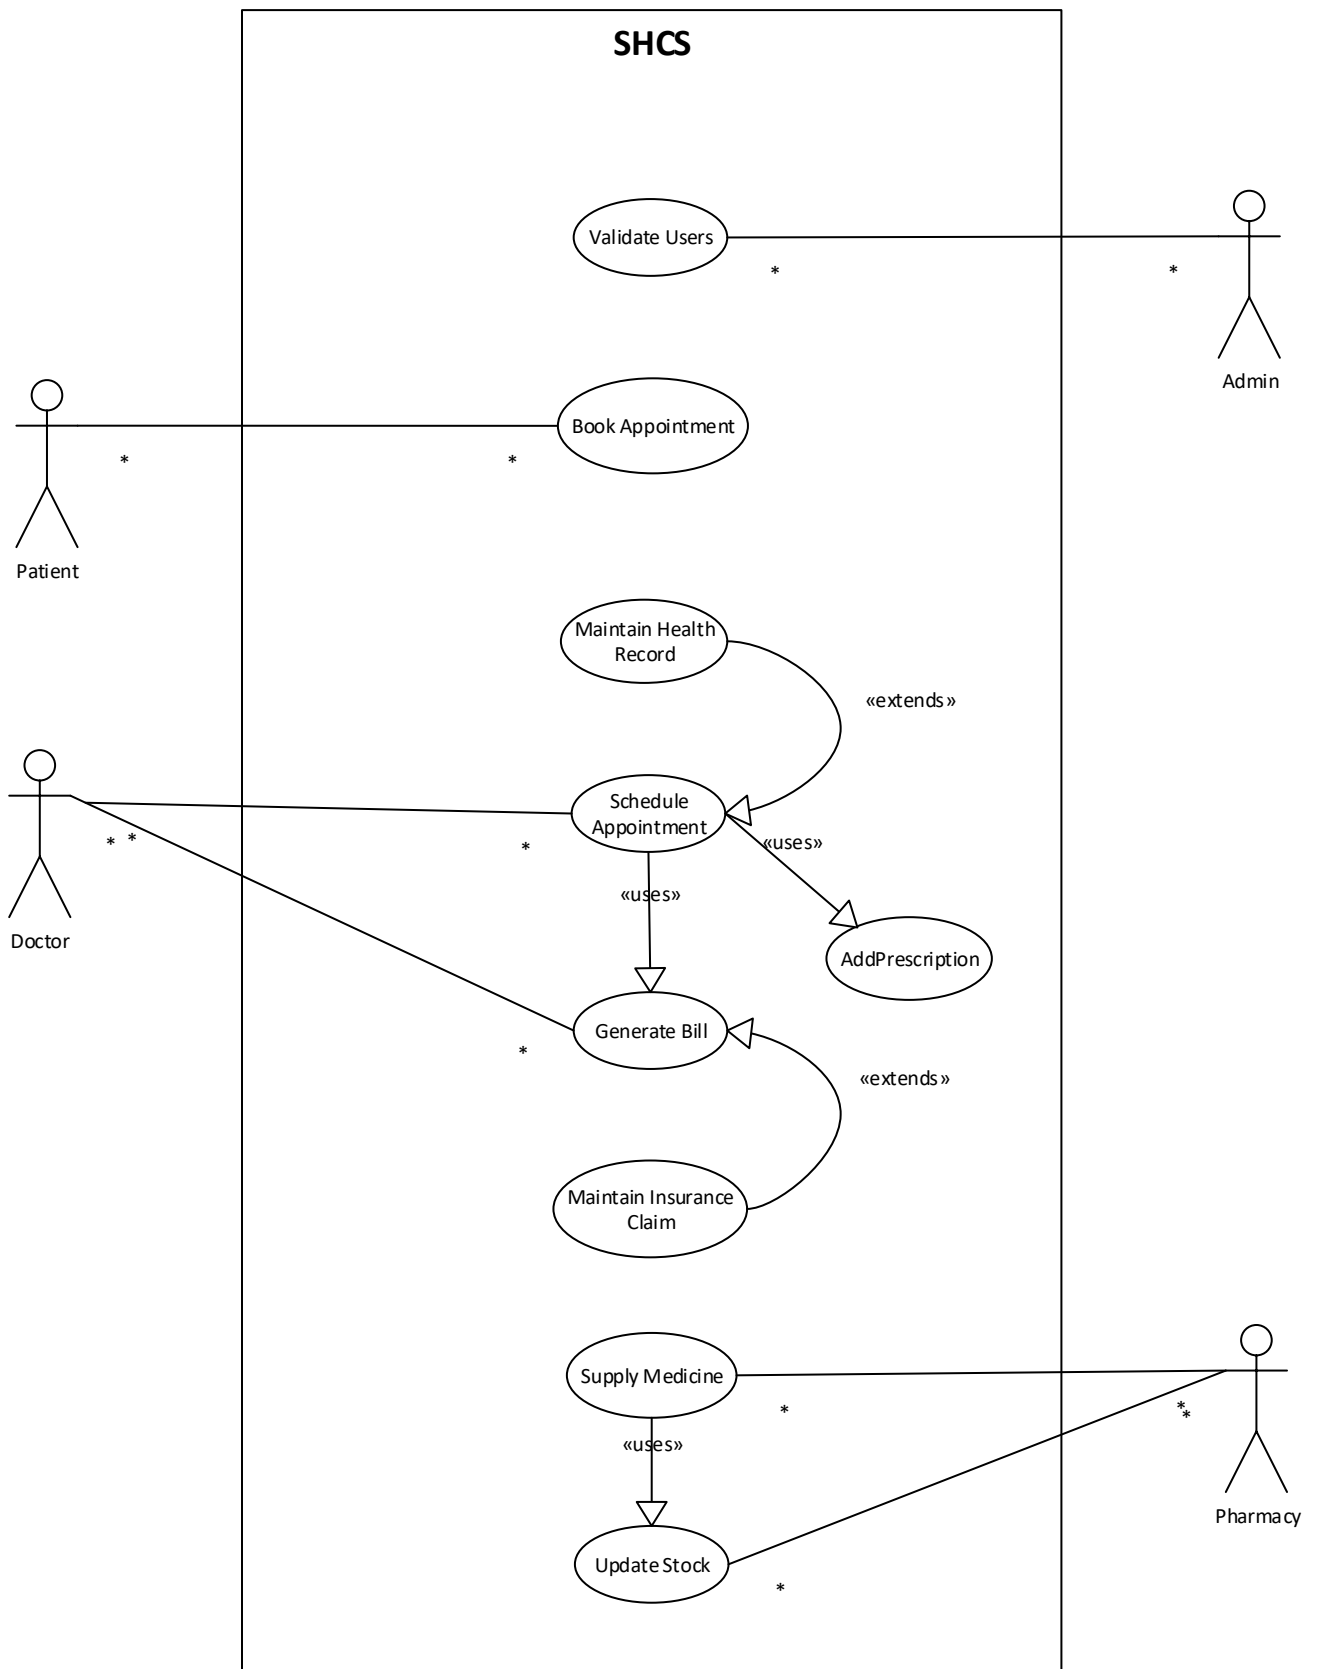 SHCS
Validate Users
*
*
Admin
Book Appointment
*
*
Patient
Maintain Health
Record
«extends»
Schedule
Appointment
*
*
*
«uses»
«uses»
Doctor
AddPrescription
Generate Bill
*
«extends»
Maintain Insurance
Claim
Supply Medicine
*
*
*
«uses»
Pharmacy
Update Stock
*